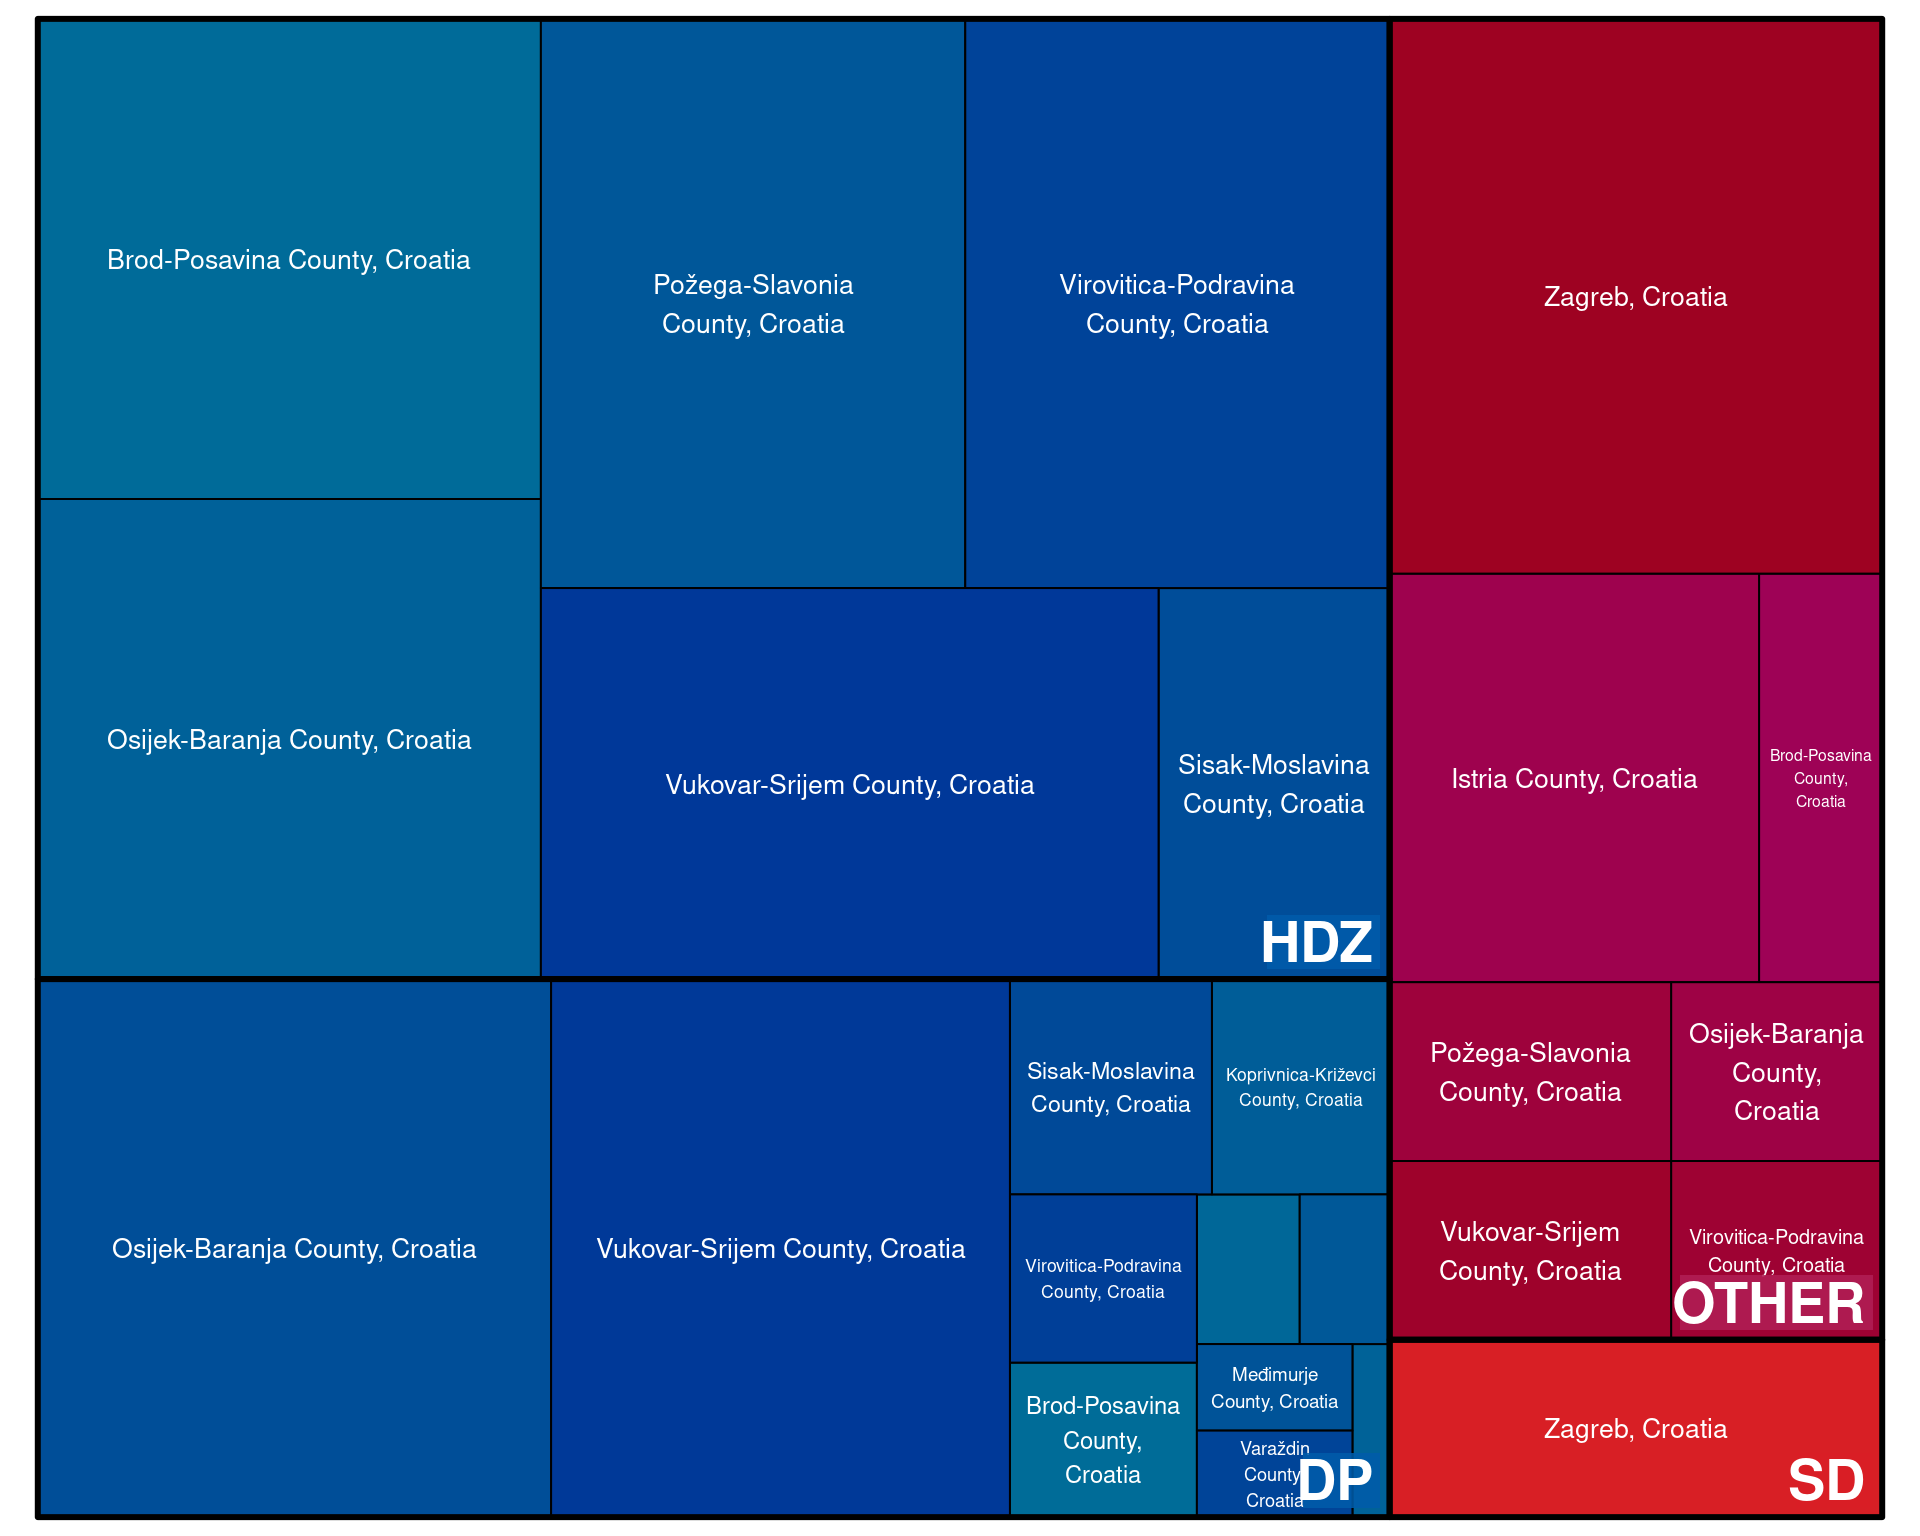 Brod-Posavina County, Croatia
Osijek-Baranja County, Croatia
Požega-Slavonia
County, Croatia
Virovitica-Podravina
County, Croatia
Vukovar-Srijem County, Croatia
Sisak-Moslavina
County, Croatia
HDZ
Osijek-Baranja County, Croatia
Vukovar-Srijem County, Croatia
Sisak-Moslavina
County, Croatia
Koprivnica-Križevci
County, Croatia
Virovitica-Podravina
County, Croatia
Brod-Posavina
County,
Croatia
Međimurje
County, Croatia
Varaždin
County,
Croatia
DP
Zagreb, Croatia
Istria County, Croatia
Brod-Posavina
County,
Croatia
Požega-Slavonia
County, Croatia
Osijek-Baranja
County,
Croatia
Vukovar-Srijem
County, Croatia
Virovitica-Podravina
County, Croatia
OTHER
Zagreb, Croatia
SD